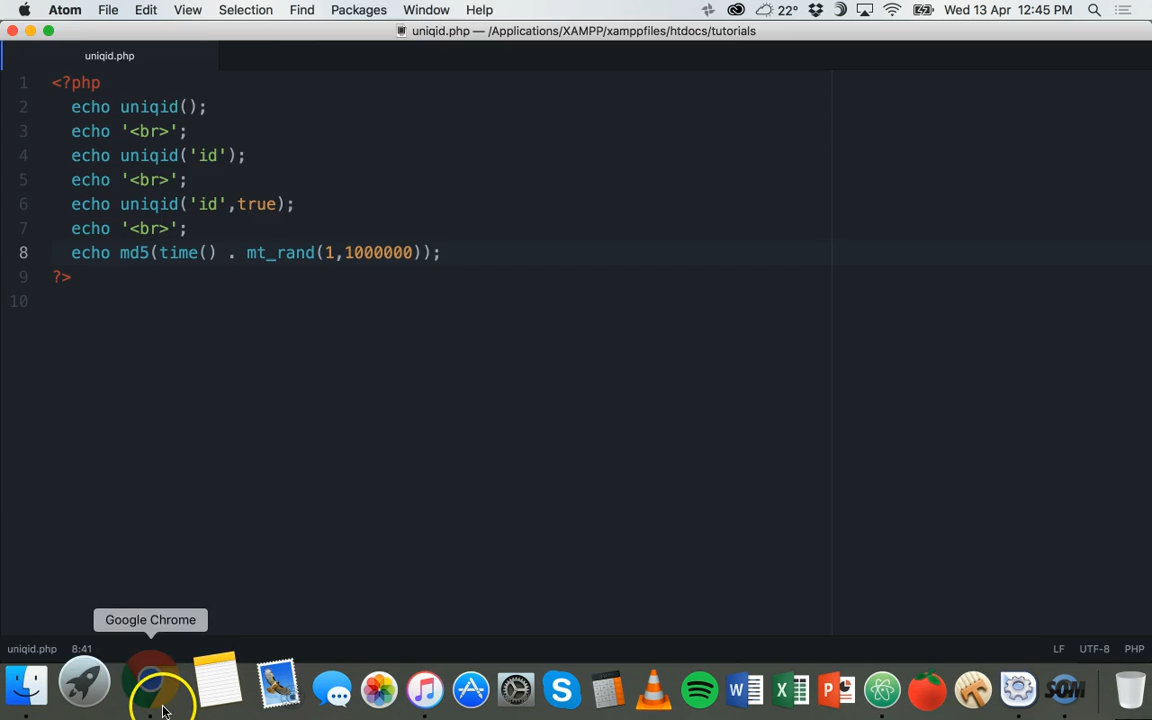 Atom File Edit View Selection Find Packages Window Help 22° Wed 13 Apr 12:45 PM
uniqid.php — /Applications/XAMPP/xamppfiles/htdocs/tutorials
uniqid.php
1 <?php
2 echo uniqid();
3 echo '<br>';
4 echo uniqid('id');
5 echo '<br>';
6 echo uniqid('id',true);
7 echo '<br>';
8 echo md5(time() . mt_rand(1,1000000));
9 ?>
10
Google Chrome
uniqid.php 8:41 LF UTF-8 PHP
SOM